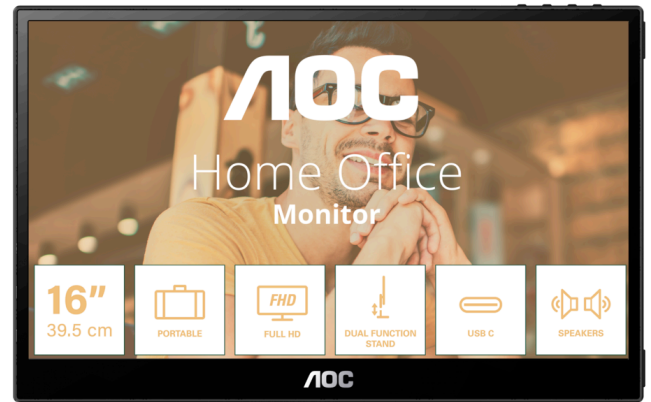 AOC
Home Office
Monitor
16"
39.5 cm
PORTABLE
FHD
FULL HD
DUAL FUNCTION
STAND
USB C
SPEAKERS
AOC